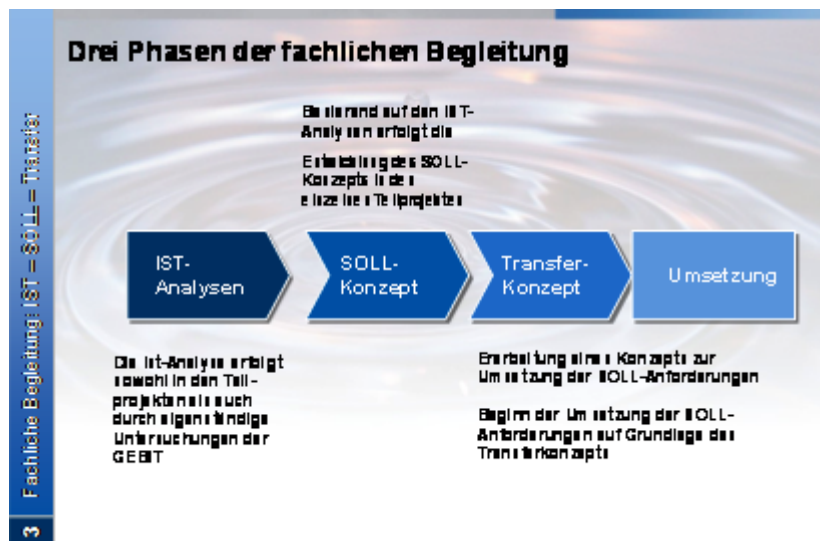 Drei Phasen der fachlichen Begleitung
Basierend auf den IST-
Analysen erfolgt die
Entwicklung des SOLL-
Konzepts in den
einzelnen Teilprojekten
IST-
Analysen
SOLL-
Konzept
Transfer-
Konzept
Umsetzung
Die Ist-Analyse erfolgt
sowohl in den Teil-
projekten als auch
durch eigenständige
Untersuchungen der
GEBIT
Erarbeitung eines Konzepts zur
Umsetzung der SOLL-Anforderungen
Beginn der Umsetzung der SOLL-
Anforderungen auf Grundlage des
Transferkonzepts
Fachliche Begleitung: IST = SOLL = Transfer
3